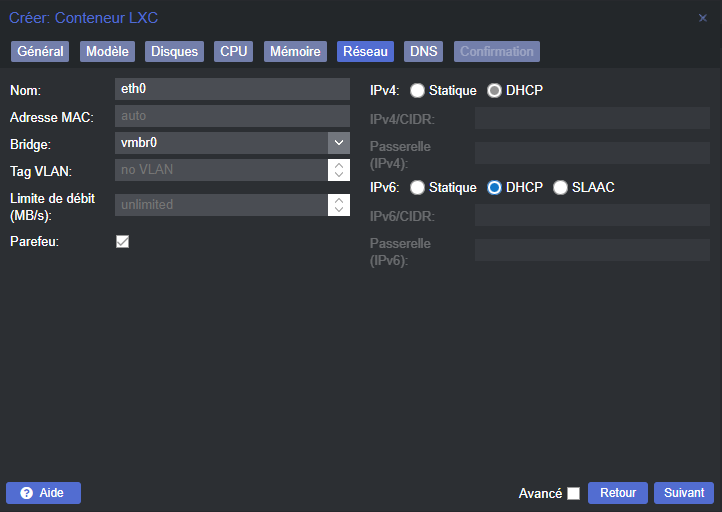 Créer: Conteneur LXC
Général Modèle Disques CPU Mémoire Réseau DNS Confirmation
Nom: eth0
Adresse MAC: auto
Bridge: vmbr0
Tag VLAN: no VLAN
Limite de débit
(MB/s): unlimited
Parefeu:
IPv4: Statique DHCP
IPv4/CIDR:
Passerelle
(IPv4):
IPv6: Statique DHCP SLAAC
IPv6/CIDR:
Passerelle
(IPv6):
? Aide
Avancé Retour Suivant